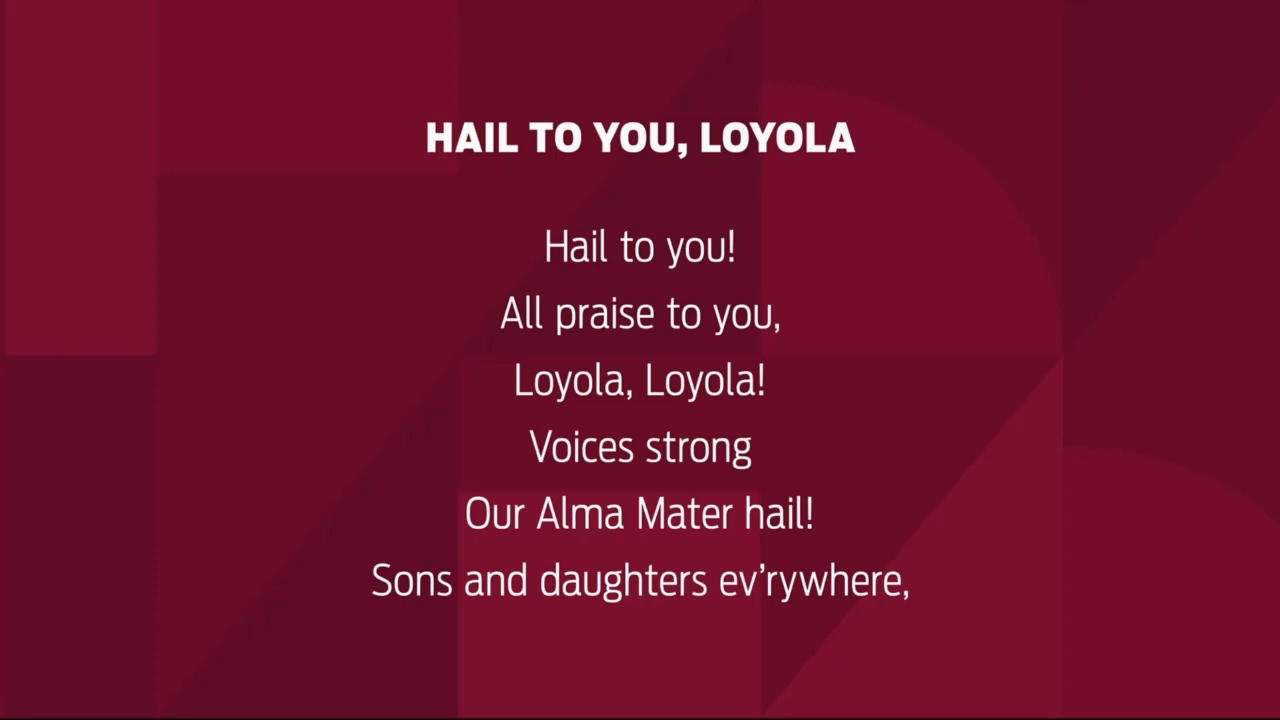 HAIL TO YOU, LOYOLA
Hail to you!
All praise to you,
Loyola, Loyola!
Voices strong
Our Alma Mater hail!
Sons and daughters ev’rywhere,